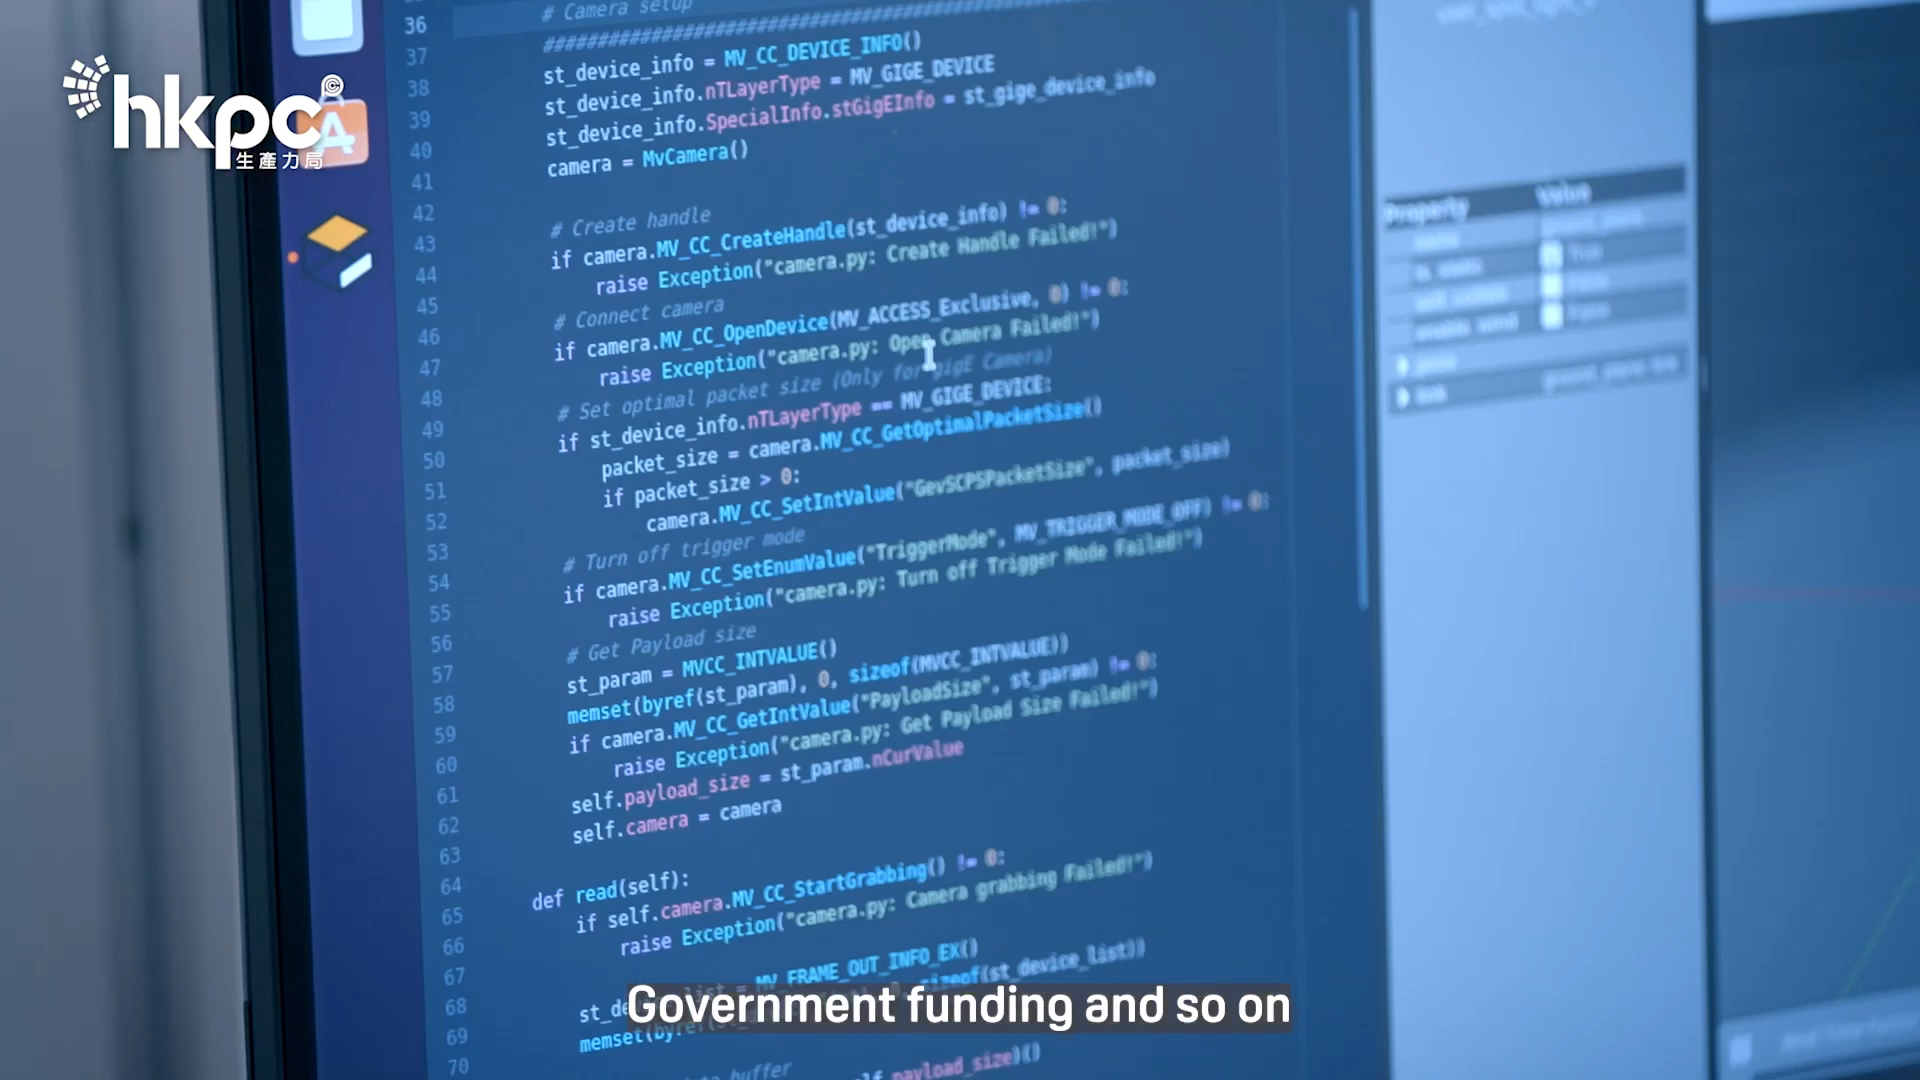 hkpc
生產力局
36 # Camera setup
37 ########################################
38 st_device_info = MV_CC_DEVICE_INFO()
39 st_device_info.nTLayerType = MV_GIGE_DEVICE
40 st_device_info.SpecialInfo.stGigEInfo = st_gige_device_info
41 camera = MvCamera()
42
43 # Create handle
44 if camera.MV_CC_CreateHandle(st_device_info) != 0:
45 raise Exception("camera.py: Create Handle Failed!")
46 # Connect camera
47 if camera.MV_CC_OpenDevice(MV_ACCESS_Exclusive, 0) != 0:
48 raise Exception("camera.py: Open Camera Failed!")
49 # Set optimal packet size (Only for gigE Camera)
50 if st_device_info.nTLayerType == MV_GIGE_DEVICE:
51 packet_size = camera.MV_CC_GetOptimalPacketSize()
52 if packet_size > 0:
53 camera.MV_CC_SetIntValue("GevSCPSPacketSize", packet_size)
54 # Turn off trigger mode
55 if camera.MV_CC_SetEnumValue("TriggerMode", MV_TRIGGER_MODE_OFF) != 0:
56 raise Exception("camera.py: Turn off Trigger Mode Failed!")
57 # Get Payload size
58 st_param = MVCC_INTVALUE()
59 memset(byref(st_param), 0, sizeof(MVCC_INTVALUE))
60 if camera.MV_CC_GetIntValue("PayloadSize", st_param) != 0:
61 raise Exception("camera.py: Get Payload Size Failed!")
62 self.payload_size = st_param.nCurValue
63 self.camera = camera
64
65 def read(self):
66 if self.camera.MV_CC_StartGrabbing() != 0:
67 raise Exception("camera.py: Camera grabbing Failed!")
68
69 = MV_FRAME_OUT_INFO_EX()
70 memset( sizeof(st_device_list))
buffer
payload_size)()
Property Value
True
Government funding and so on